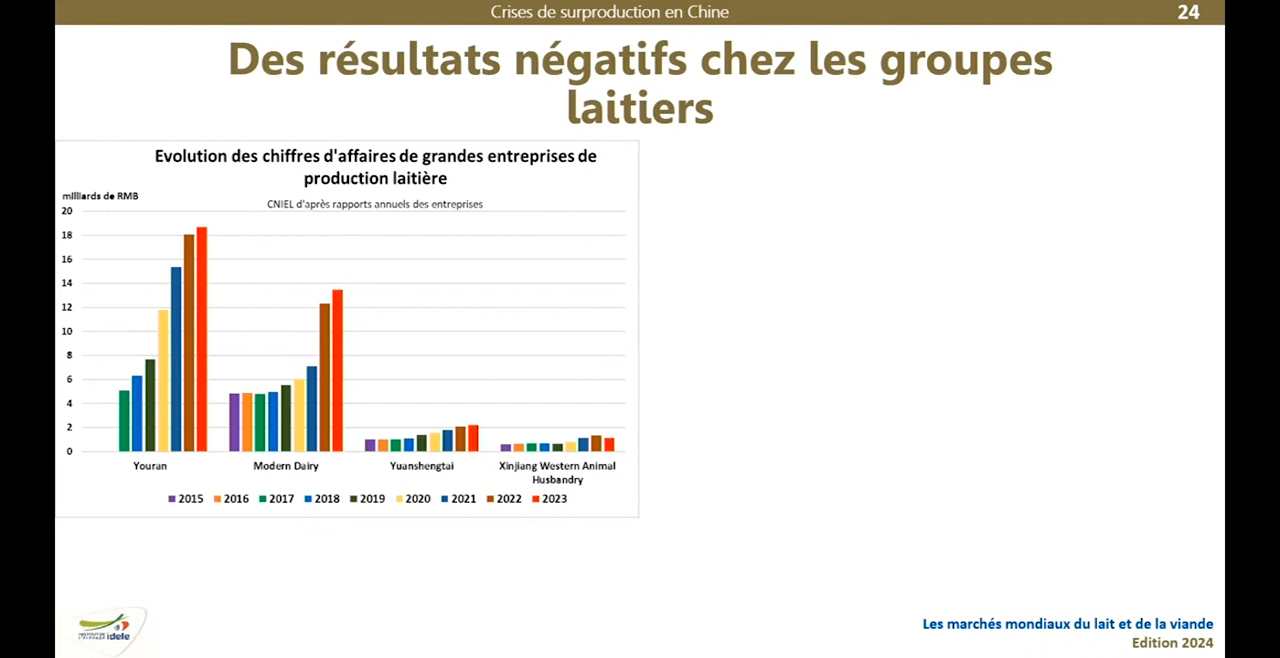 Crises de surproduction en Chine
24
Des résultats négatifs chez les groupes
laitiers
Evolution des chiffres d'affaires de grandes entreprises de
production laitière
milliards de RMB
CNIEL d'après rapports annuels des entreprises
20
18
16
14
12
10
8
6
4
2
0
Youran
Modern Dairy
Yuanshengtai
Xinjiang Western Animal
Husbandry
2015 2016 2017 2018 2019 2020 2021 2022 2023
INSTITUT DE
L'ELEVAGE idele
Les marchés mondiaux du lait et de la viande
Edition 2024